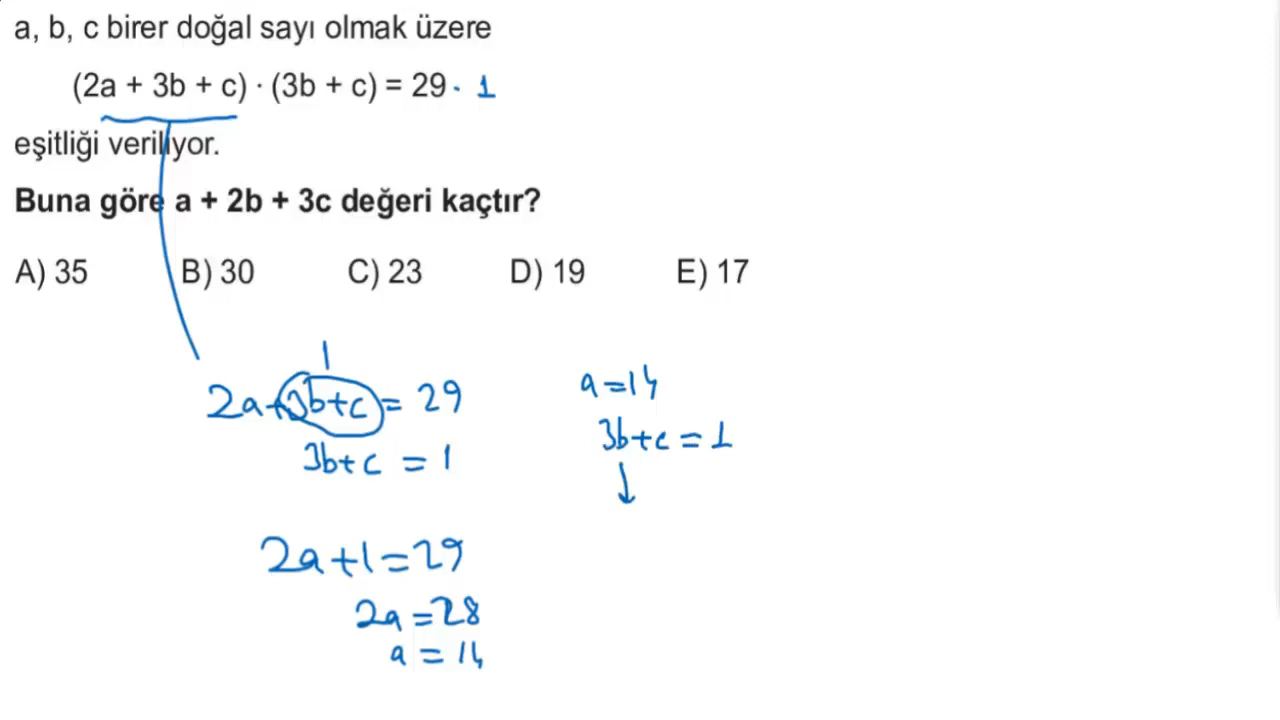 a, b, c birer doğal sayı olmak üzere
(2a + 3b + c) · (3b + c) = 29 · 1
eşitliği veriliyor.
Buna göre a + 2b + 3c değeri kaçtır?
A) 35 B) 30 C) 23 D) 19 E) 17
1
2a+3b+c = 29
3b+c = 1
2a+1=29
2a=28
a = 14
a=14
3b+c=1
↓